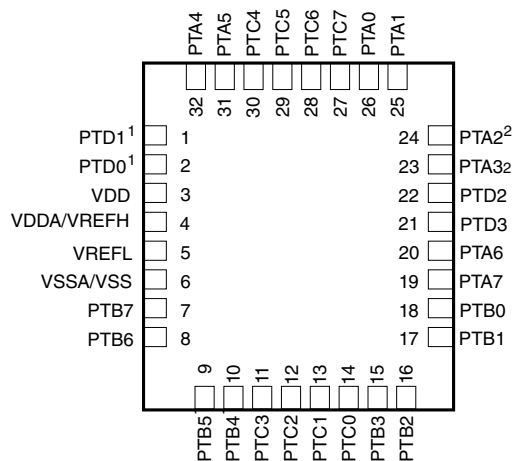 PTA4 PTA5 PTC4 PTC5 PTC6 PTC7 PTA0 PTA1
32 31 30 29 28 27 26 25
PTD1¹ 1 24 PTA2²
PTD0¹ 2 23 PTA32
VDD 3 22 PTD2
VDDA/VREFH 4 21 PTD3
VREFL 5 20 PTA6
VSSA/VSS 6 19 PTA7
PTB7 7 18 PTB0
PTB6 8 17 PTB1
9 10 11 12 13 14 15 16
PTB5 PTB4 PTC3 PTC2 PTC1 PTC0 PTB3 PTB2